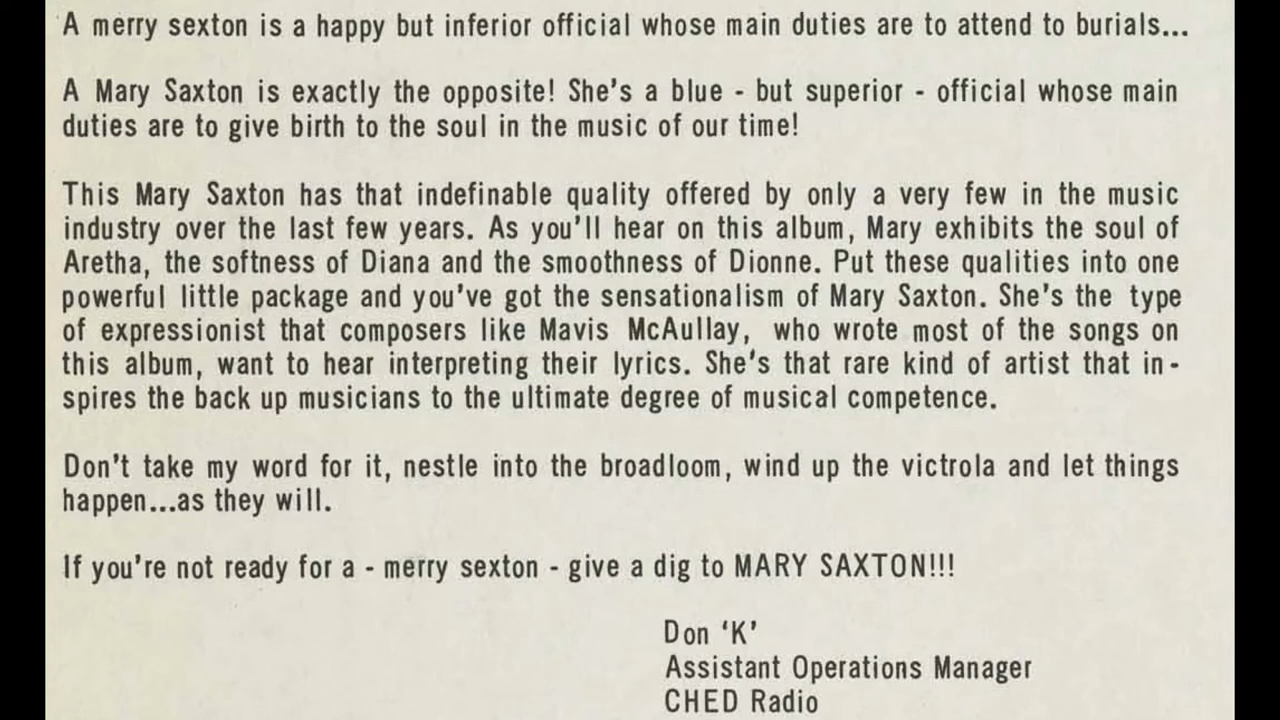 A merry sexton is a happy but inferior official whose main duties are to attend to burials...
A Mary Saxton is exactly the opposite! She's a blue - but superior - official whose main
duties are to give birth to the soul in the music of our time!
This Mary Saxton has that indefinable quality offered by only a very few in the music
industry over the last few years. As you'll hear on this album, Mary exhibits the soul of
Aretha, the softness of Diana and the smoothness of Dionne. Put these qualities into one
powerful little package and you've got the sensationalism of Mary Saxton. She's the type
of expressionist that composers like Mavis McAullay, who wrote most of the songs on
this album, want to hear interpreting their lyrics. She's that rare kind of artist that in-
spires the back up musicians to the ultimate degree of musical competence.
Don't take my word for it, nestle into the broadloom, wind up the victrola and let things
happen...as they will.
If you're not ready for a - merry sexton - give a dig to MARY SAXTON!!!
Don 'K'
Assistant Operations Manager
CHED Radio